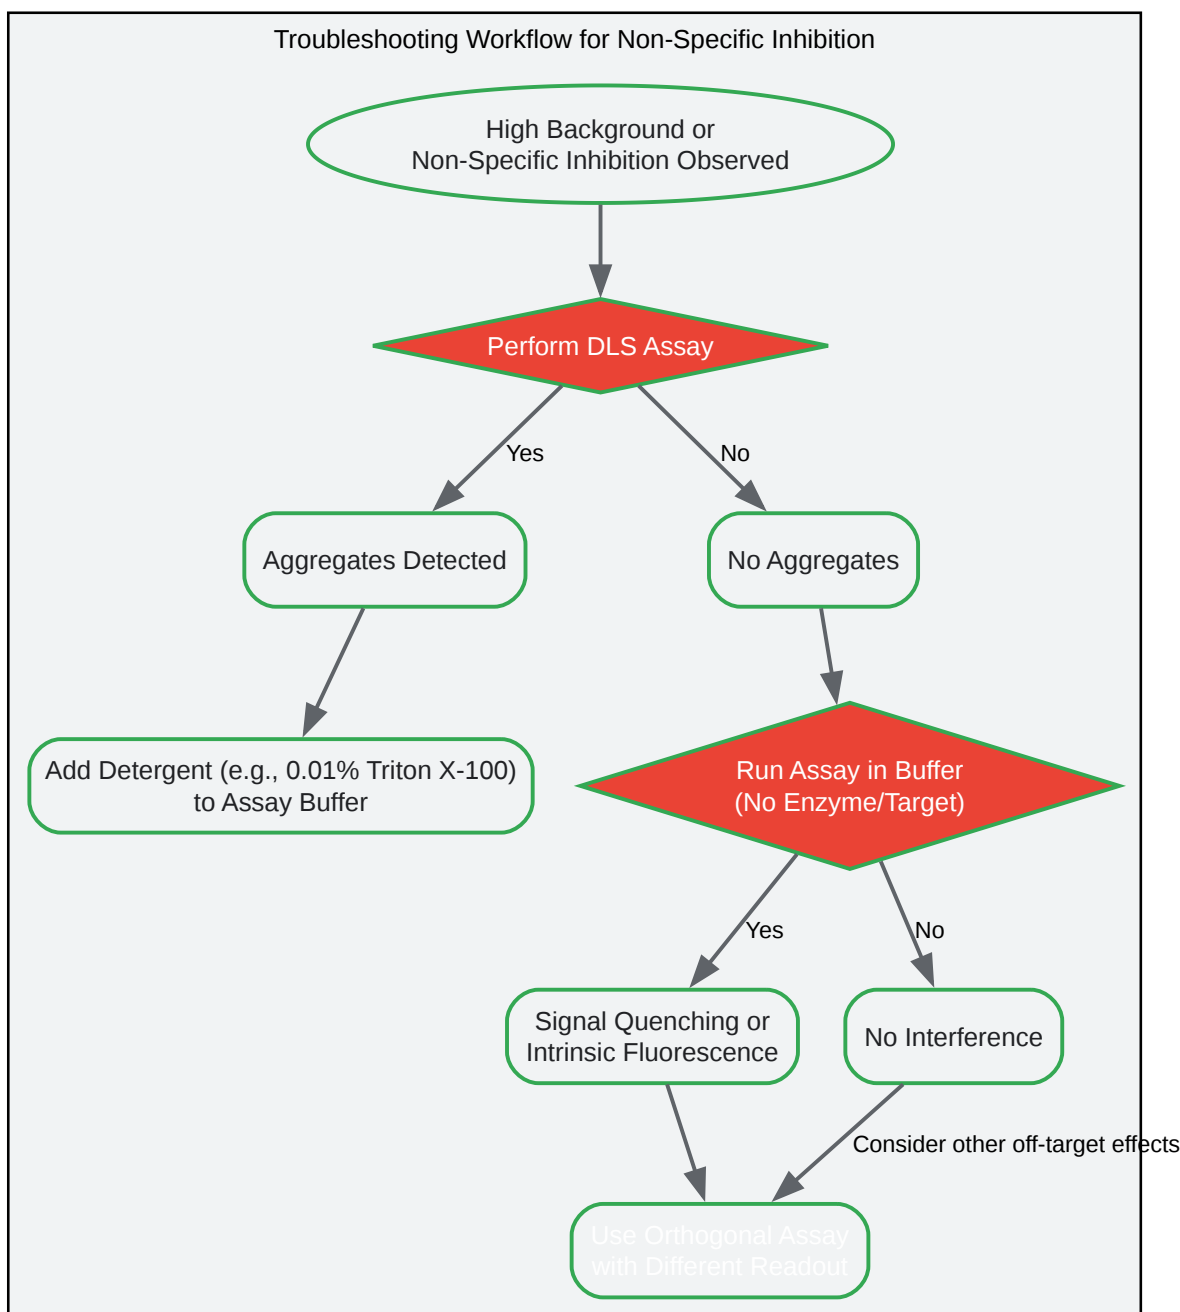 Troubleshooting Workflow for Non-Specific Inhibition
High Background or
Non-Specific Inhibition Observed
Perform DLS Assay
Yes
No
Aggregates Detected
No Aggregates
Add Detergent (e.g., 0.01% Triton X-100)
to Assay Buffer
Run Assay in Buffer
(No Enzyme/Target)
Yes
No
Signal Quenching or
Intrinsic Fluorescence
No Interference
Consider other off-target effects
Use Orthogonal Assay
with Different Readout